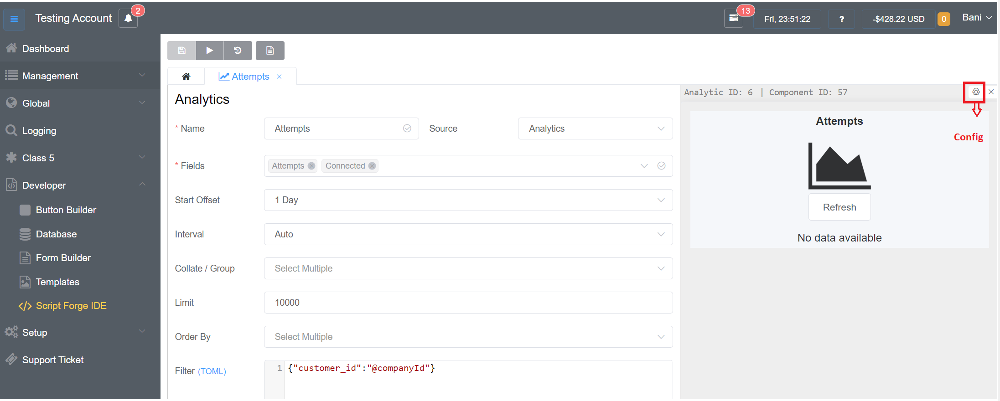 Testing Account
2
13
Fri, 23:51:22
?
-$428.22 USD
0
Bani
Dashboard
Management
Global
Logging
Class 5
Developer
Button Builder
Database
Form Builder
Templates
Script Forge IDE
Setup
Support Ticket
Attempts
Analytics
* Name
Attempts
Source
Analytics
* Fields
Attempts
Connected
Start Offset
1 Day
Interval
Auto
Collate / Group
Select Multiple
Limit
10000
Order By
Select Multiple
Filter (TOML)
1 {"customer_id":"@companyId"}
Analytic ID: 6 | Component ID: 57
Attempts
Config
Refresh
No data available